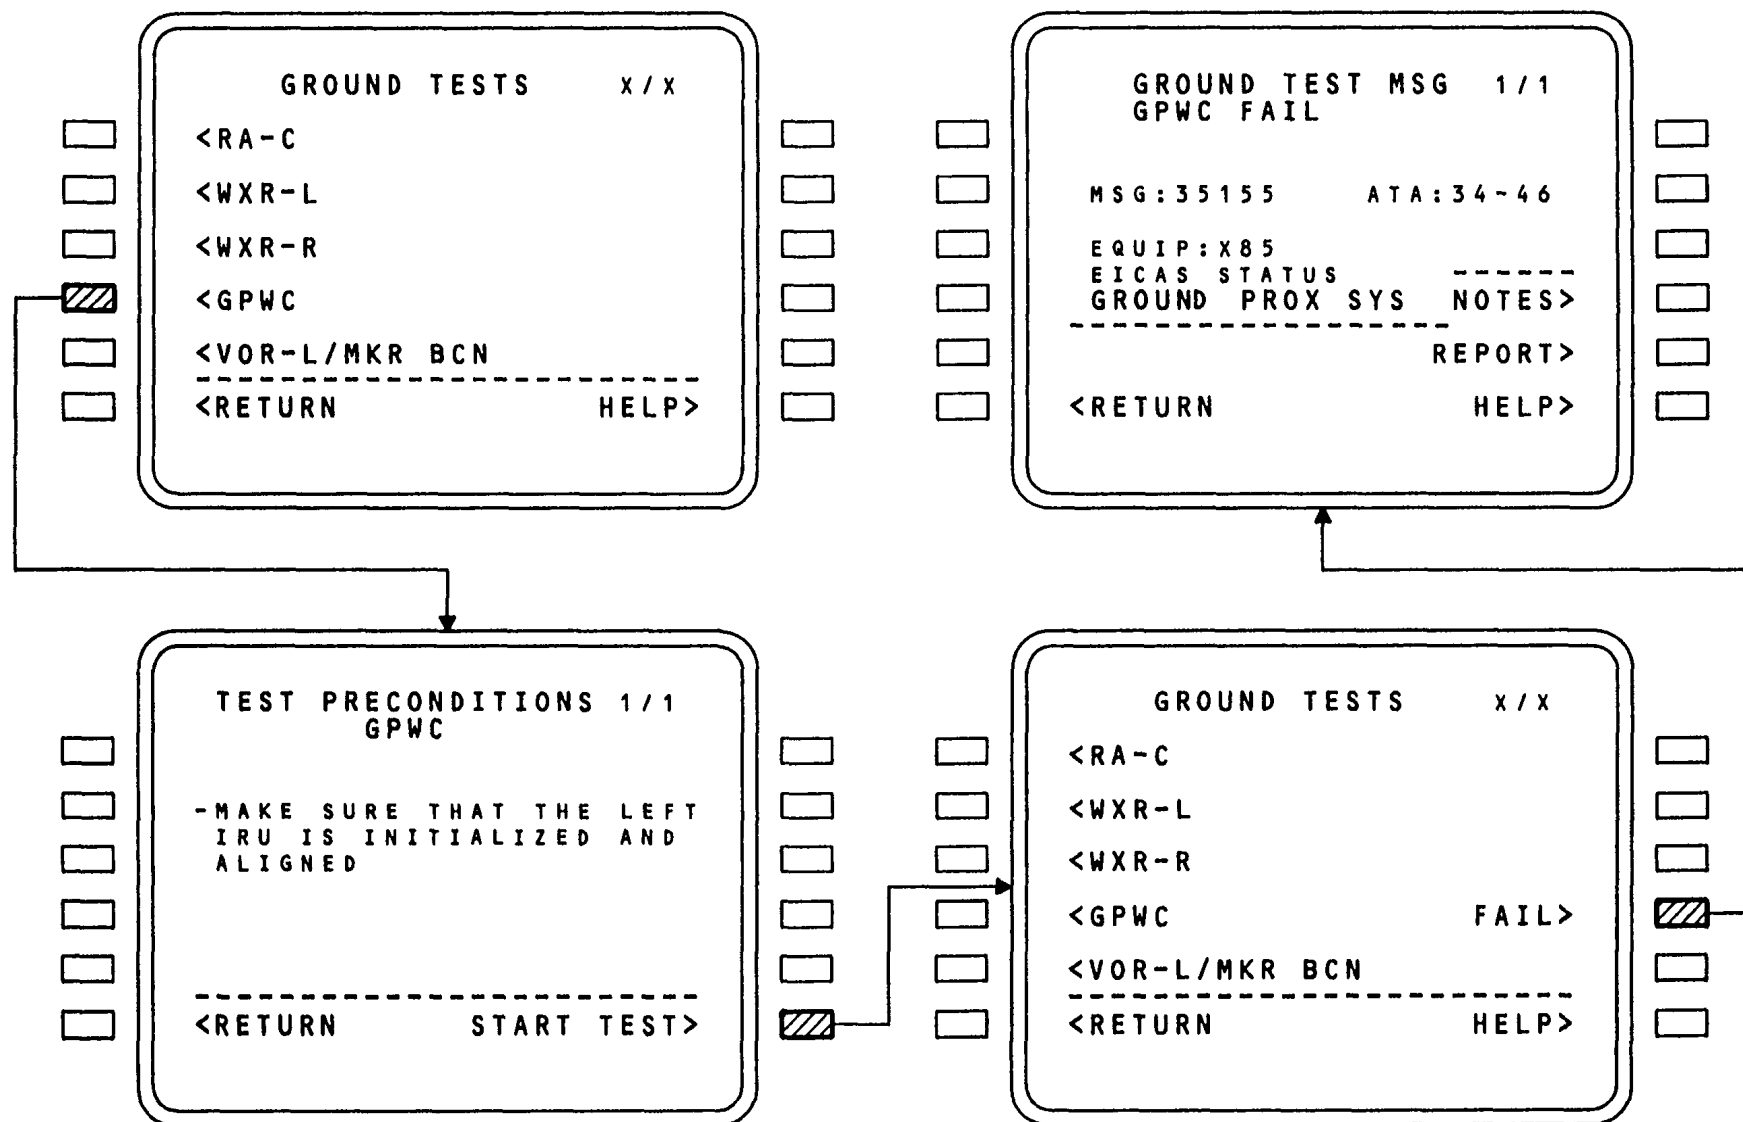 GROUND TESTS X/X
<RA-C
<WXR-L
<WXR-R
<GPWC
<VOR-L/MKR BCN
<RETURN HELP>
GROUND TEST MSG 1/1
GPWC FAIL
MSG:35155 ATA:34-46
EQUIP:X85
EICAS STATUS
GROUND PROX SYS NOTES>
REPORT>
<RETURN HELP>
TEST PRECONDITIONS 1/1
GPWC
-MAKE SURE THAT THE LEFT
IRU IS INITIALIZED AND
ALIGNED
<RETURN START TEST>
GROUND TESTS X/X
<RA-C
<WXR-L
<WXR-R
<GPWC FAIL>
<VOR-L/MKR BCN
<RETURN HELP>